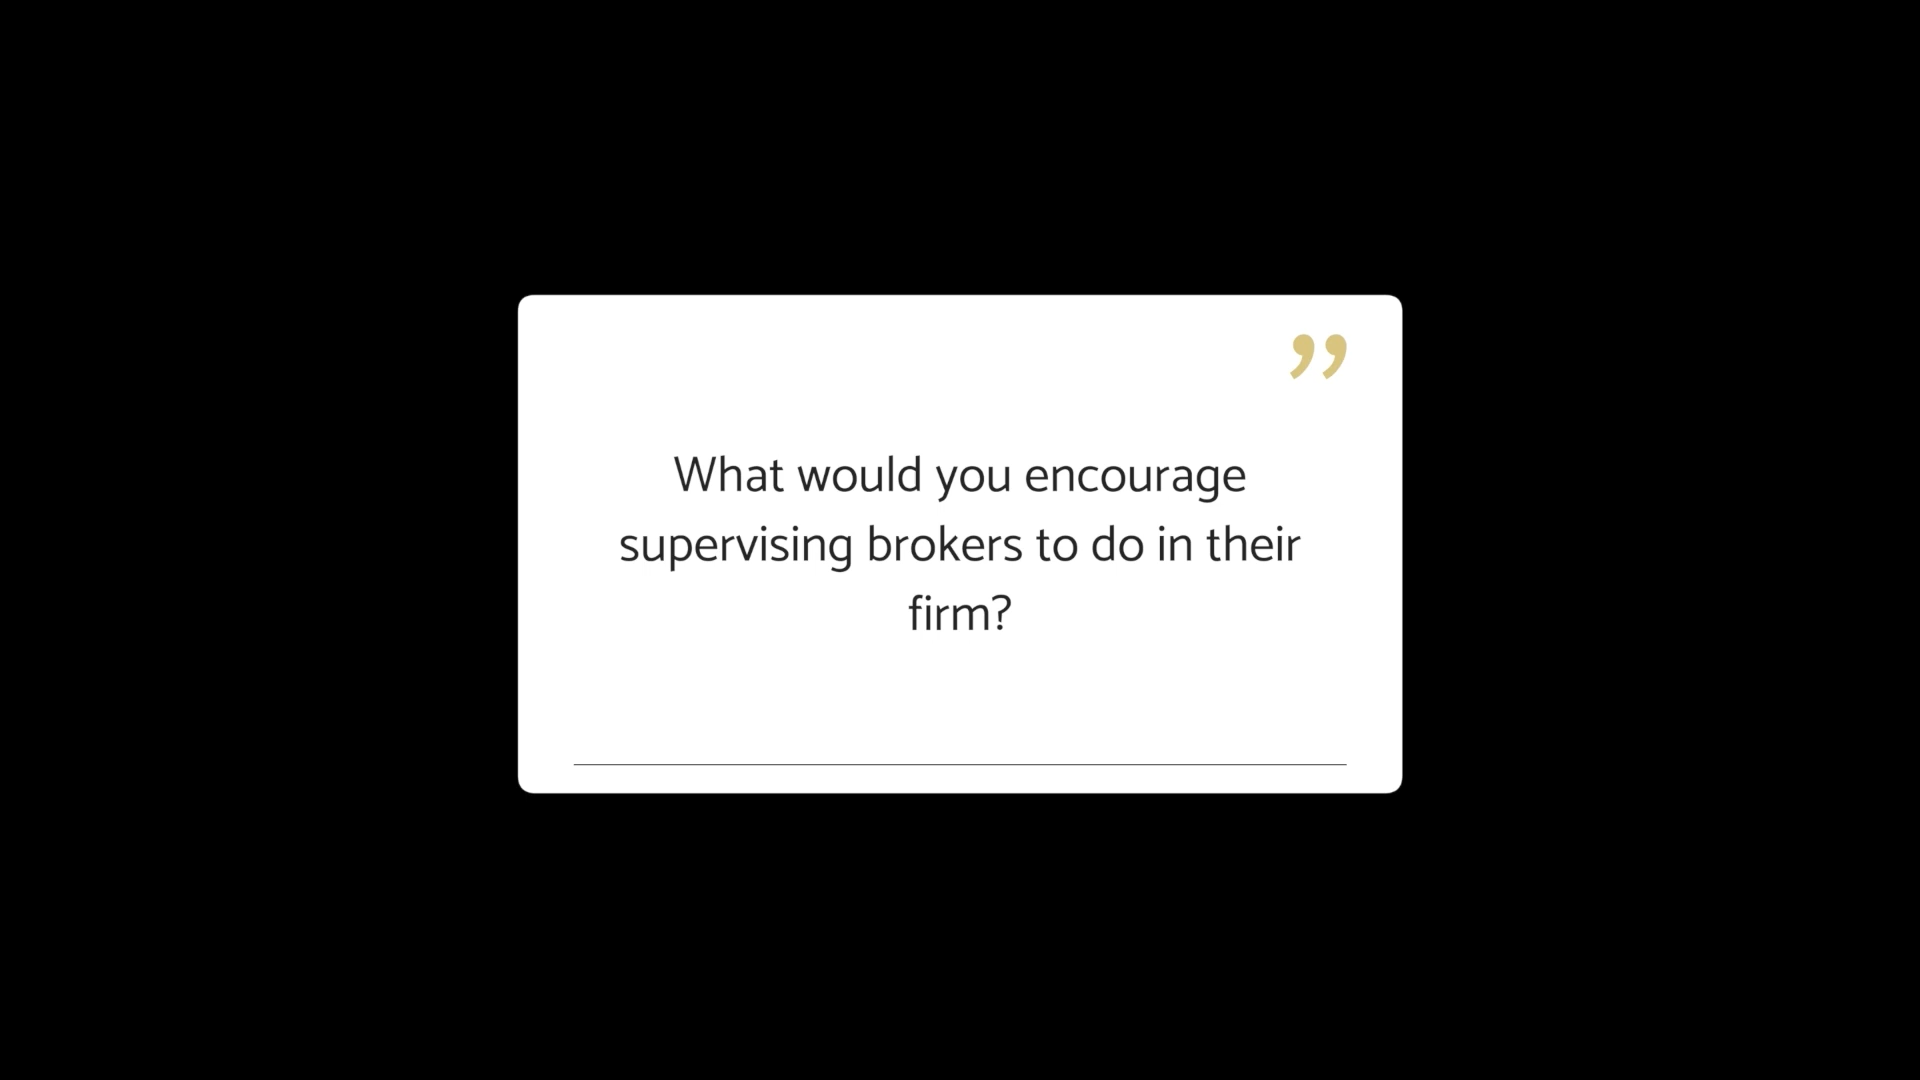 ”
What would you encourage
supervising brokers to do in their
firm?